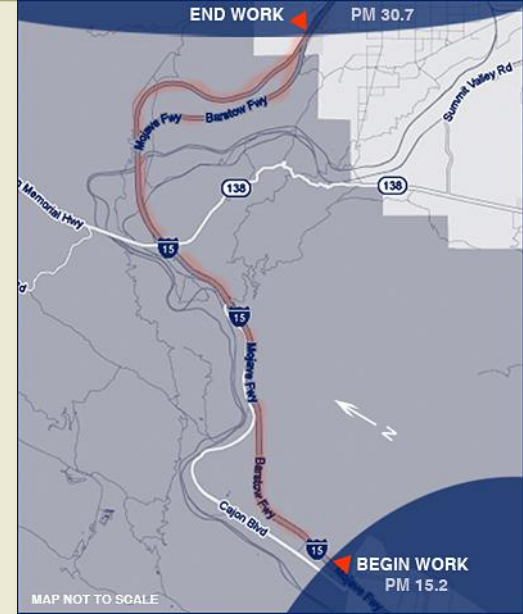 END WORK
PM 30.7
Summit Valley Rd
Mojave Fwy
Barstow Fwy
138
138
Memorial Hwy
15
15
Mojave Fwy
N
Barstow Fwy
Cajon Blvd
15
BEGIN WORK
PM 15.2
Fwy
MAP NOT TO SCALE